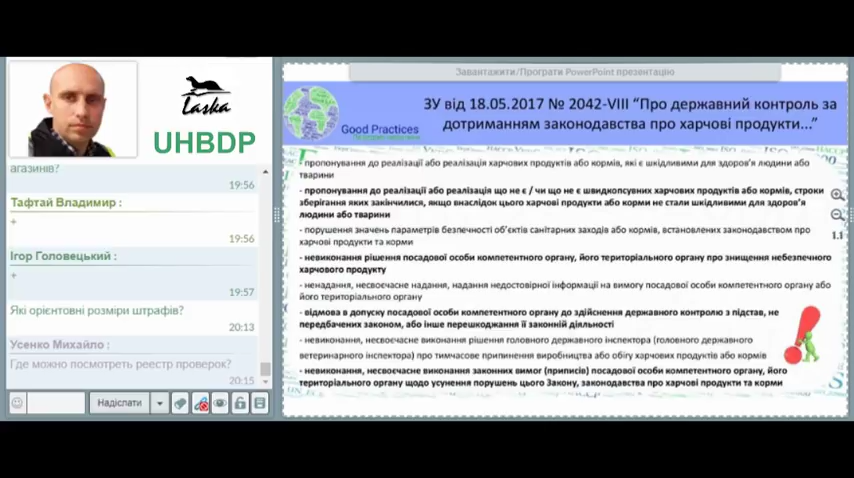 Laska
UHBDP
агазинів?
19:56
Тафтай Владимир :
+
19:56
Ігор Головецький :
+
19:57
Які орієнтовні розміри штрафів?
20:13
Усенко Михайло :
Где можно посмотреть реестр проверок?
20:15
Надіслати
Завантажити/Програти PowerPoint презентацію
Good Practices
ЗУ від 18.05.2017 № 2042-VIII “Про державний контроль за
дотриманням законодавства про харчові продукти...”
- пропонування до реалізації або реалізація харчових продуктів або кормів, які є шкідливими для здоров'я людини або
тварини
- пропонування до реалізації або реалізація що не є / чи що не є швидкопсувних харчових продуктів або кормів, строки
зберігання яких закінчилися, якщо внаслідок цього харчові продукти або корми не стали шкідливими для здоров'я
людини або тварини
- порушення значень параметрів безпечності об'єктів санітарних заходів або кормів, встановлених законодавством про
харчові продукти та корми
- невиконання рішення посадової особи компетентного органу, його територіального органу про знищення небезпечного
харчового продукту
- ненадання, несвоєчасне надання, надання недостовірної інформації на вимогу посадової особи компетентного органу або
його територіального органу
- відмова в допуску посадової особи компетентного органу до здійснення державного контролю з підстав, не
передбачених законом, або інше перешкоджання її законній діяльності
- невиконання, несвоєчасне виконання рішення головного державного інспектора (головного державного
ветеринарного інспектора) про тимчасове припинення виробництва або обігу харчових продуктів або кормів
- невиконання, несвоєчасне виконання законних вимог (приписів) посадової особи компетентного органу, його
територіального органу щодо усунення порушень цього Закону, законодавства про харчові продукти та корми
1.1